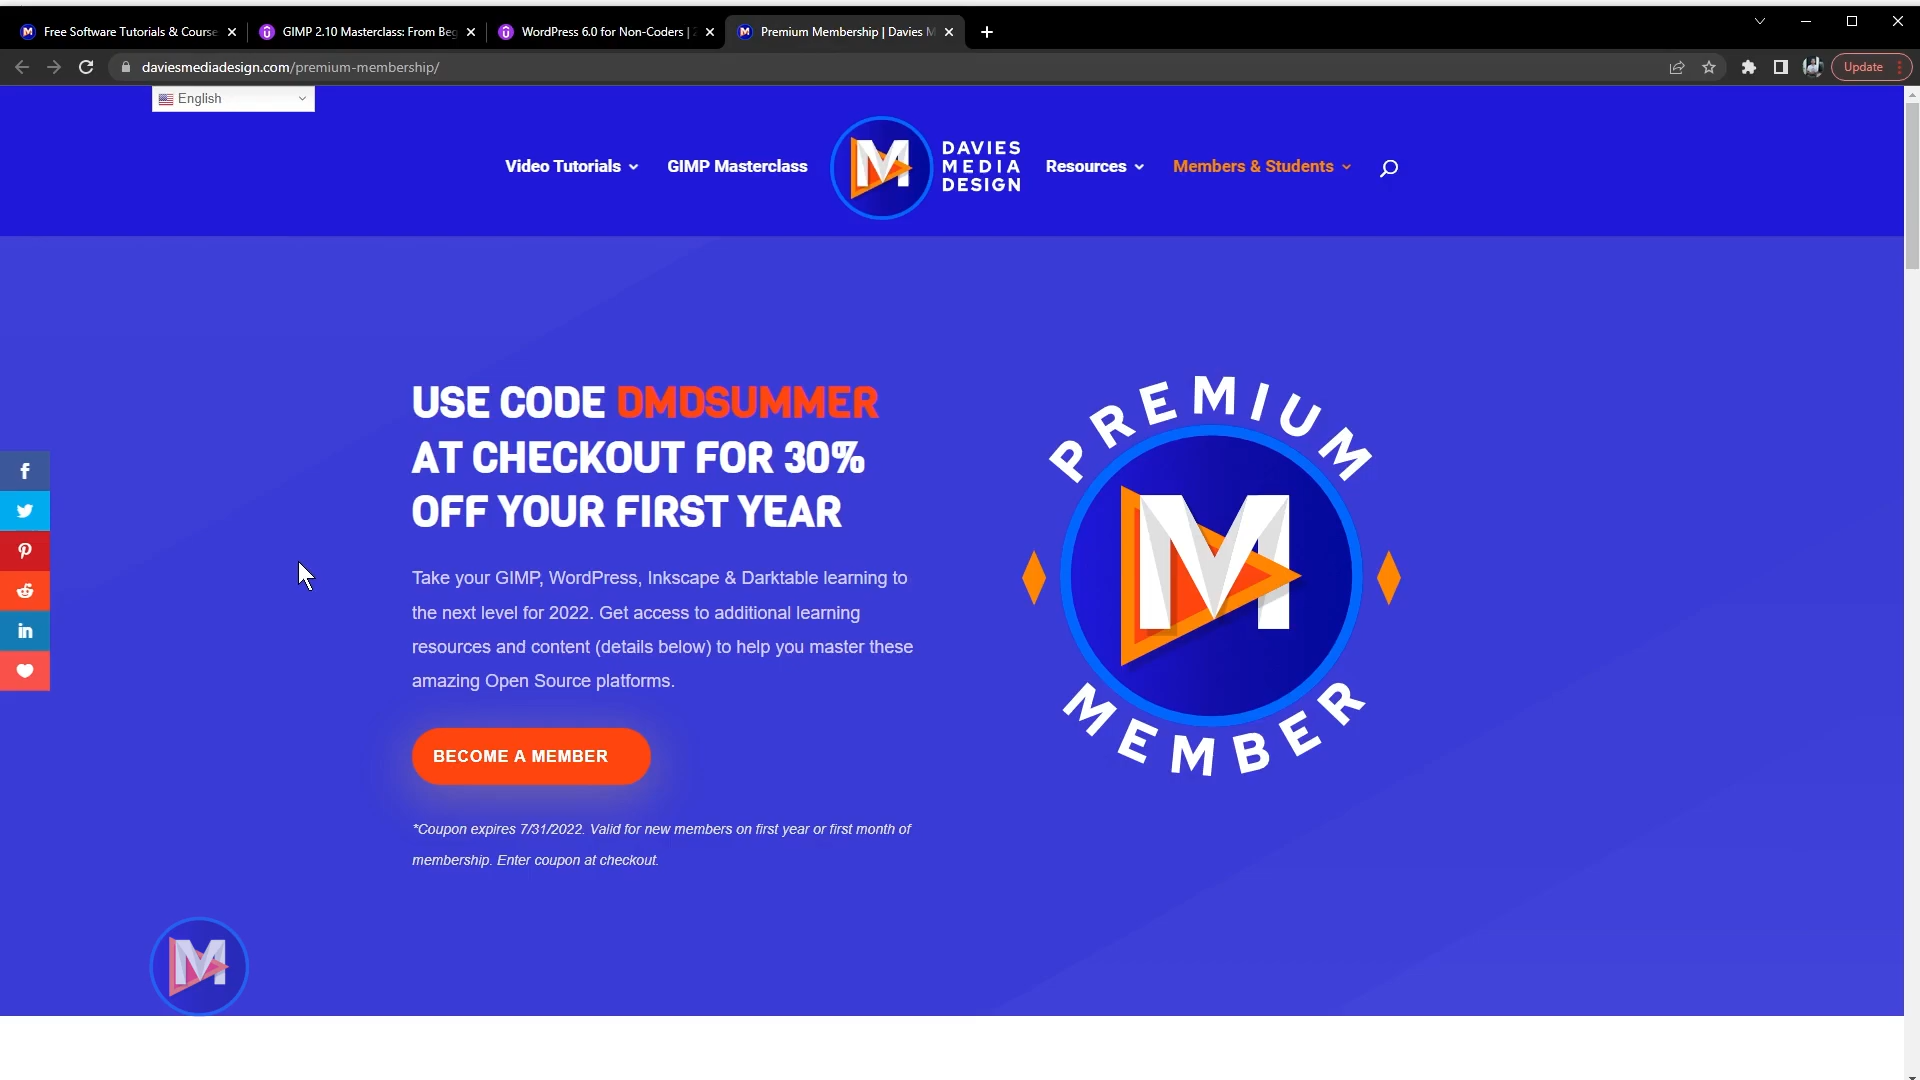 Free Software Tutorials & Course
GIMP 2.10 Masterclass: From Beg
WordPress 6.0 for Non-Coders |
Premium Membership | Davies M
daviesmediadesign.com/premium-membership/
Update
English
Video Tutorials
GIMP Masterclass
M
DAVIES
MEDIA
DESIGN
Resources
Members & Students
USE CODE DMDSUMMER
AT CHECKOUT FOR 30%
OFF YOUR FIRST YEAR
Take your GIMP, WordPress, Inkscape & Darktable learning to
the next level for 2022. Get access to additional learning
resources and content (details below) to help you master these
amazing Open Source platforms.
BECOME A MEMBER
*Coupon expires 7/31/2022. Valid for new members on first year or first month of
membership. Enter coupon at checkout.
PREMIUM
M
MEMBER
M